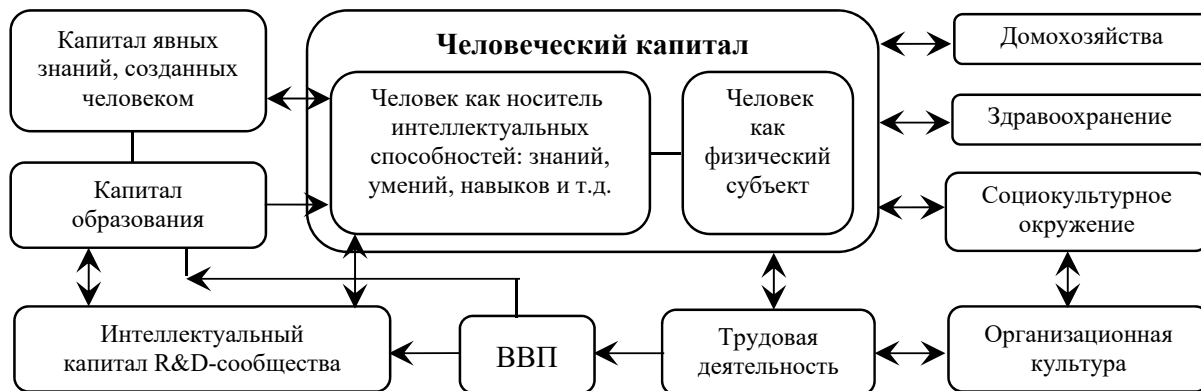 Капитал явных
знаний, созданных
человеком
Человеческий капитал
Человек как носитель
интеллектуальных
способностей: знаний,
умений, навыков и т.д.
Человек
как
физический
субъект
Домохозяйства
Здравоохранение
Социокультурное
окружение
Капитал
образования
Интеллектуальный
капитал R&D-сообщества
ВВП
Трудовая
деятельность
Организационная
культура